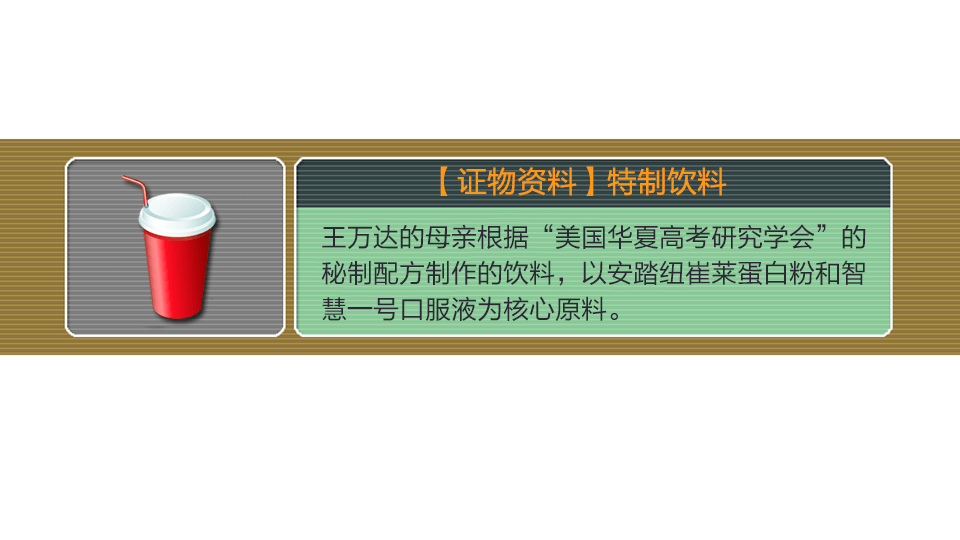 【证物资料】特制饮料
王万达的母亲根据“美国华夏高考研究学会”的
秘制配方制作的饮料，以安踏纽崔莱蛋白粉和智
慧一号口服液为核心原料。